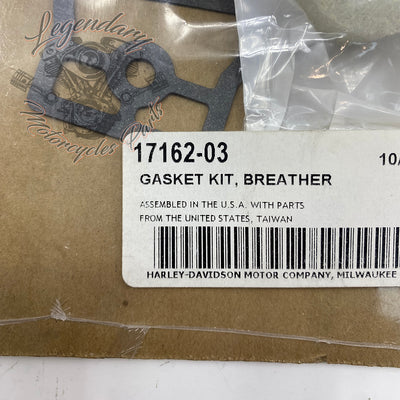 Legendary
Motorcycles Parts
17162-03
10/
GASKET KIT, BREATHER
ASSEMBLED IN THE U.S.A. WITH PARTS
FROM THE UNITED STATES, TAIWAN
HARLEY-DAVIDSON MOTOR COMPANY, MILWAUKEE